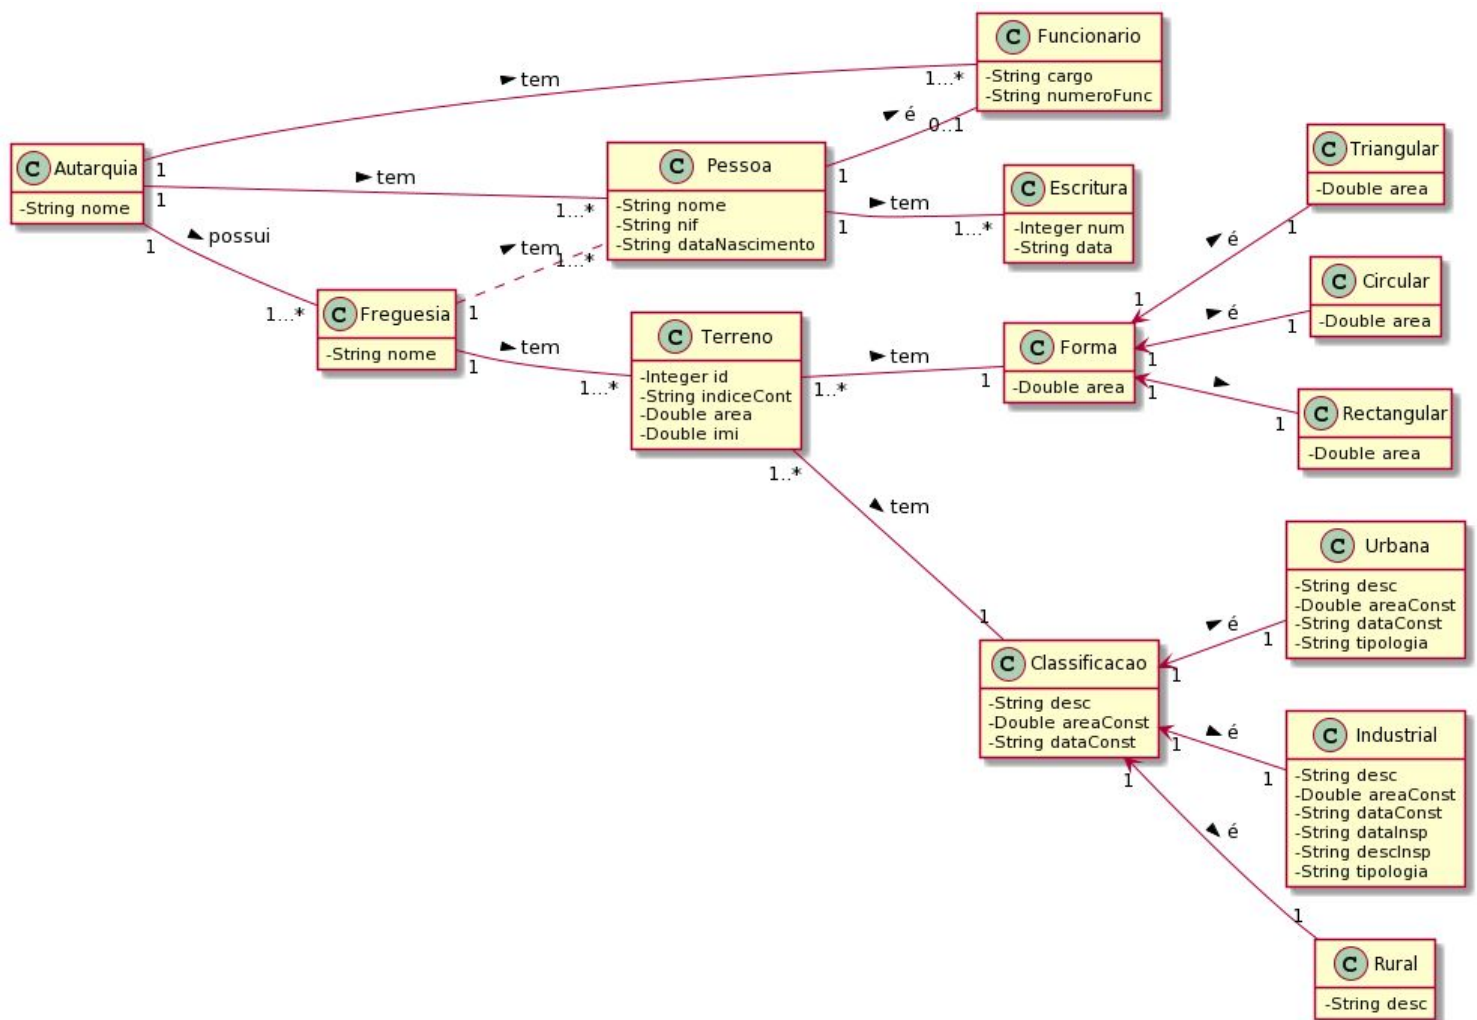 C Funcionario
-String cargo
-String numeroFunc
tem
1...*
é
0..1
C Autarquia
-String nome
1
tem
1
1...*
possui
1
1...*
C Pessoa
-String nome
-String nif
-String dataNascimento
1
tem
1
1...*
C Escritura
-Integer num
-String data
tem
1...*
1
C Freguesia
-String nome
tem
1
1...*
C Terreno
-Integer id
-String indiceCont
-Double area
-Double imi
tem
1..*
1
C Forma
-Double area
C Triangular
-Double area
é
1
1
C Circular
-Double area
é
1
1
C Rectangular
-Double area
1
1
1..*
tem
1
C Classificacao
-String desc
-Double areaConst
-String dataConst
C Urbana
-String desc
-Double areaConst
-String dataConst
-String tipologia
é
1
1
C Industrial
-String desc
-Double areaConst
-String dataConst
-String dataInsp
-String descInsp
-String tipologia
é
1
1
1
é
1
C Rural
-String desc